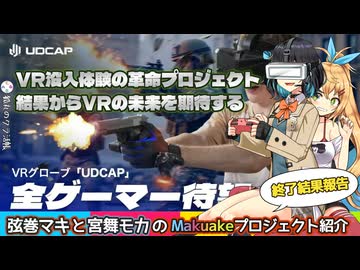 UDCAP
VR没入体験の革命プロジェクト
結果からVRの未来を期待する
VRグローブ「UDCAP」
全ゲーマー待望
終了結果報告
弦巻マキと宮舞モカの Makuakeプロジェクト紹介